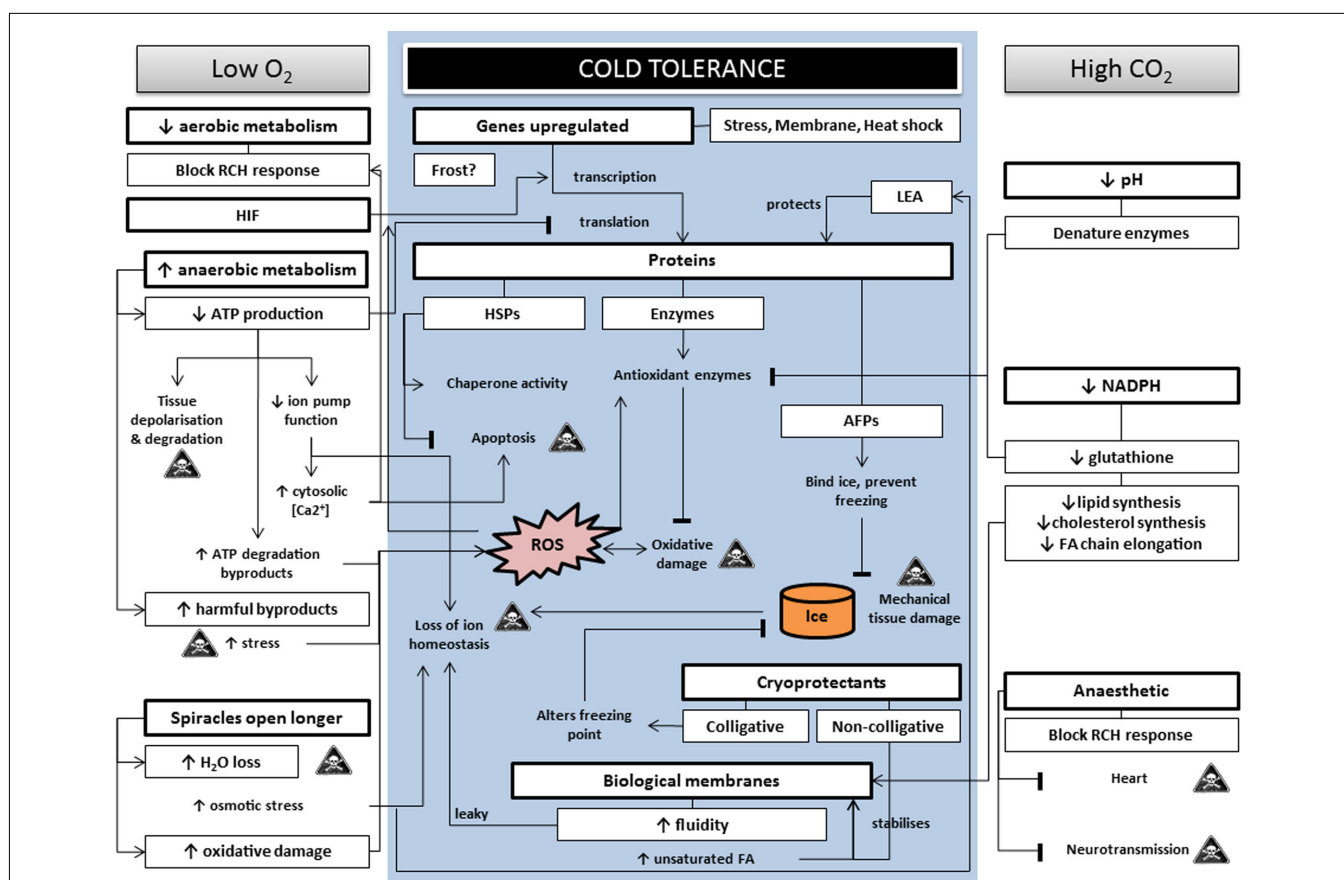 Low O₂
↓ aerobic metabolism
Block RCH response
HIF
↑ anaerobic metabolism
↓ ATP production
Tissue
depolarisation
& degradation
↓ ion pump
function
↑ cytosolic
[Ca2⁺]
↑ ATP degradation
byproducts
↑ harmful byproducts
↑ stress
Spiracles open longer
↑ H₂O loss
↑ osmotic stress
↑ oxidative damage
COLD TOLERANCE
Genes upregulated
Stress, Membrane, Heat shock
Frost?
transcription
translation
protects
LEA
Proteins
HSPs
Enzymes
Chaperone activity
Antioxidant enzymes
Apoptosis
AFPs
Bind ice, prevent
freezing
ROS
Oxidative
damage
Ice
Mechanical
tissue damage
Loss of ion
homeostasis
Cryoprotectants
Colligative
Non-colligative
Alters freezing
point
Biological membranes
leaky
↑ fluidity
stabilises
↑ unsaturated FA
High CO₂
↓ pH
Denature enzymes
↓ NADPH
↓ glutathione
↓lipid synthesis
↓cholesterol synthesis
↓ FA chain elongation
Anaesthetic
Block RCH response
Heart
Neurotransmission